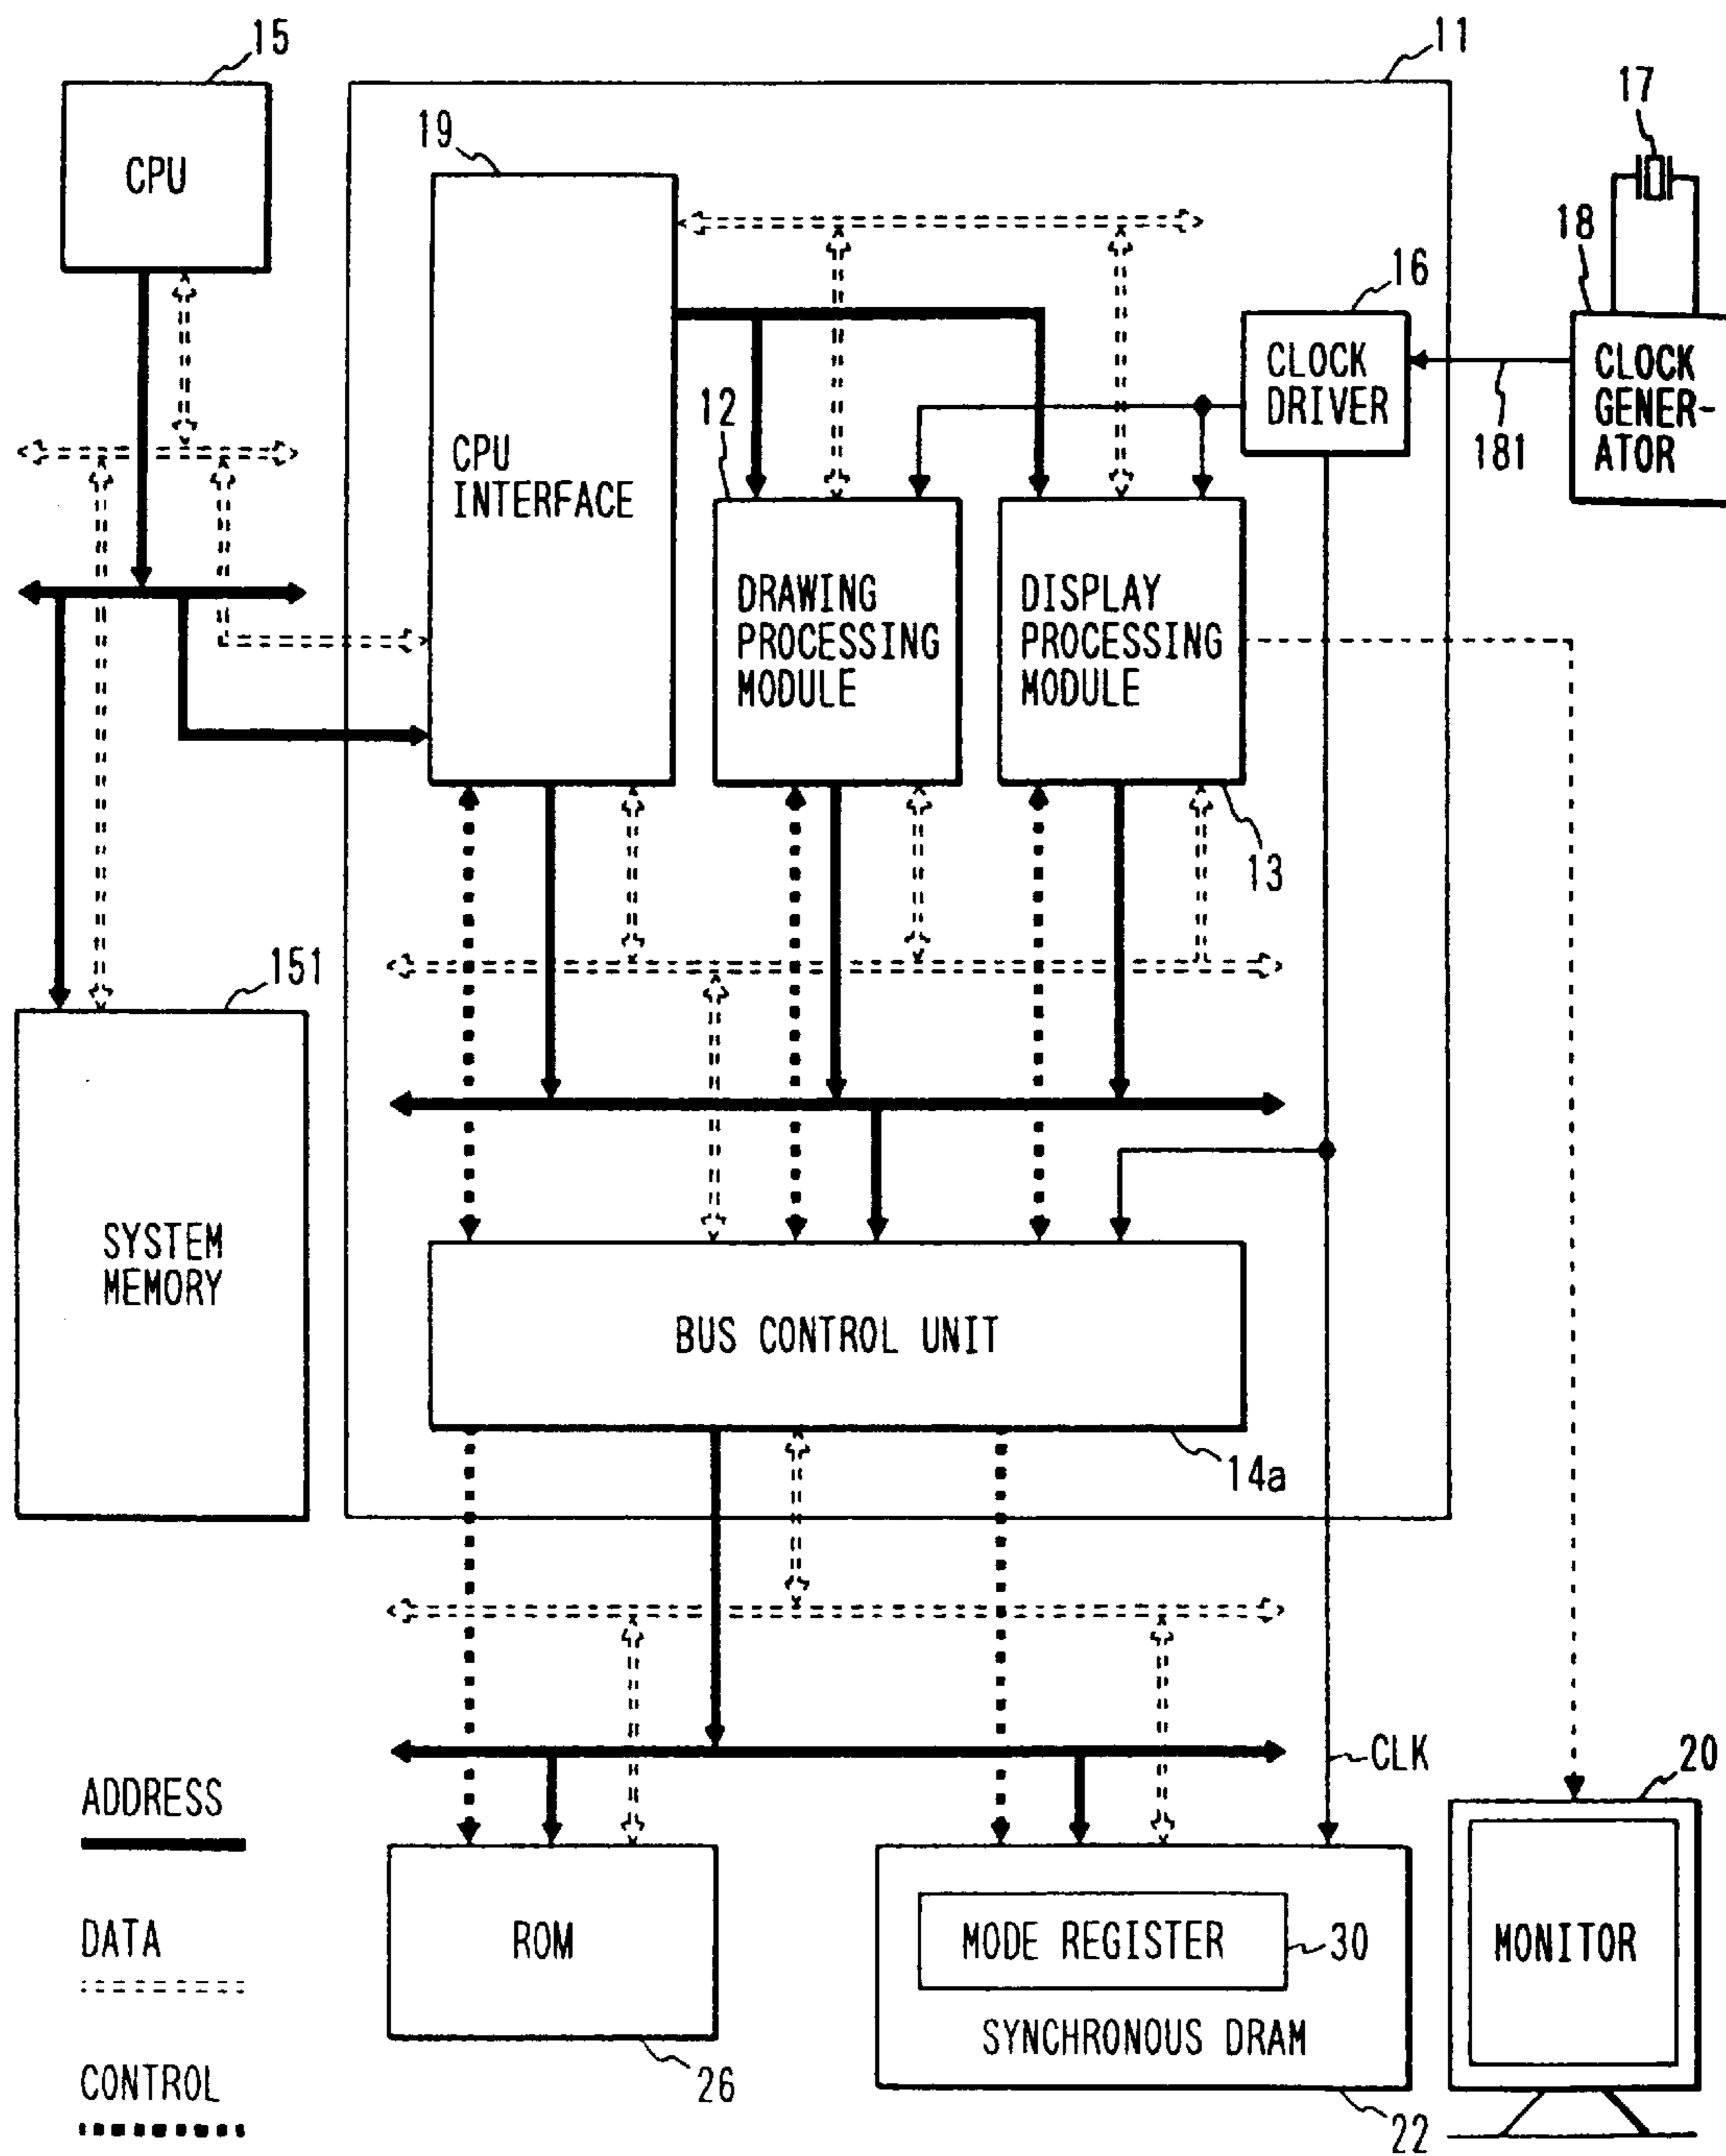 15
11
17
CPU
19
18
16
CLOCK
DRIVER
CLOCK
GENER-
ATOR
12
181
CPU
INTERFACE
DRAWING
PROCESSING
MODULE
DISPLAY
PROCESSING
MODULE
13
151
SYSTEM
MEMORY
BUS CONTROL UNIT
14a
CLK
20
ADDRESS
DATA
CONTROL
ROM
26
MODE REGISTER
30
SYNCHRONOUS DRAM
22
MONITOR